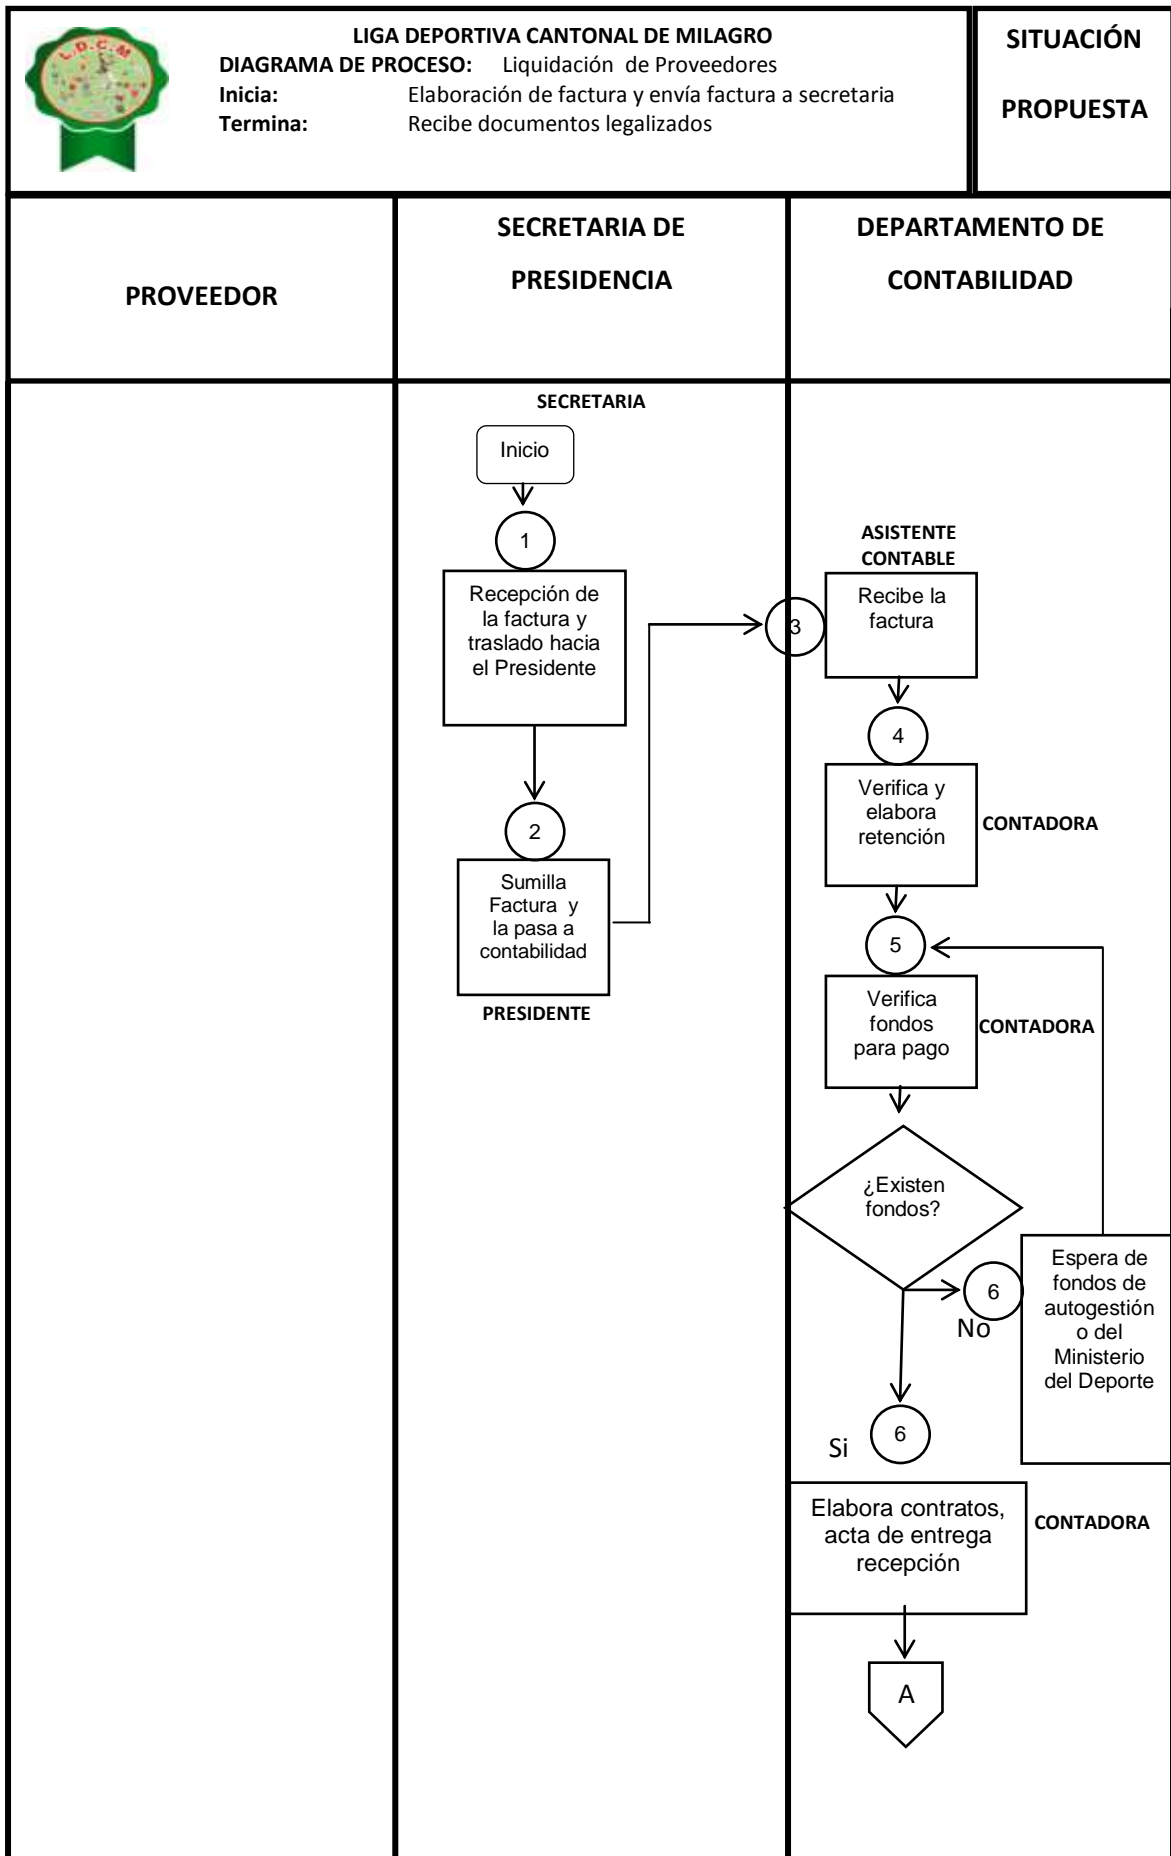 L.D.C.M
LIGA DEPORTIVA CANTONAL DE MILAGRO
DIAGRAMA DE PROCESO: Liquidación de Proveedores
Inicia: Elaboración de factura y envía factura a secretaria
Termina: Recibe documentos legalizados
SITUACIÓN
PROPUESTA
PROVEEDOR
SECRETARIA DE
PRESIDENCIA
DEPARTAMENTO DE
CONTABILIDAD
SECRETARIA
Inicio
1
Recepción de
la factura y
traslado hacia
el Presidente
2
Sumilla
Factura y
la pasa a
contabilidad
PRESIDENTE
ASISTENTE
CONTABLE
3
Recibe la
factura
4
Verifica y
elabora
retención
CONTADORA
5
Verifica
fondos
para pago
CONTADORA
¿Existen
fondos?
6
No
Espera de
fondos de
autogestión
o del
Ministerio
del Deporte
6
Si
Elabora contratos,
acta de entrega
recepción
CONTADORA
A